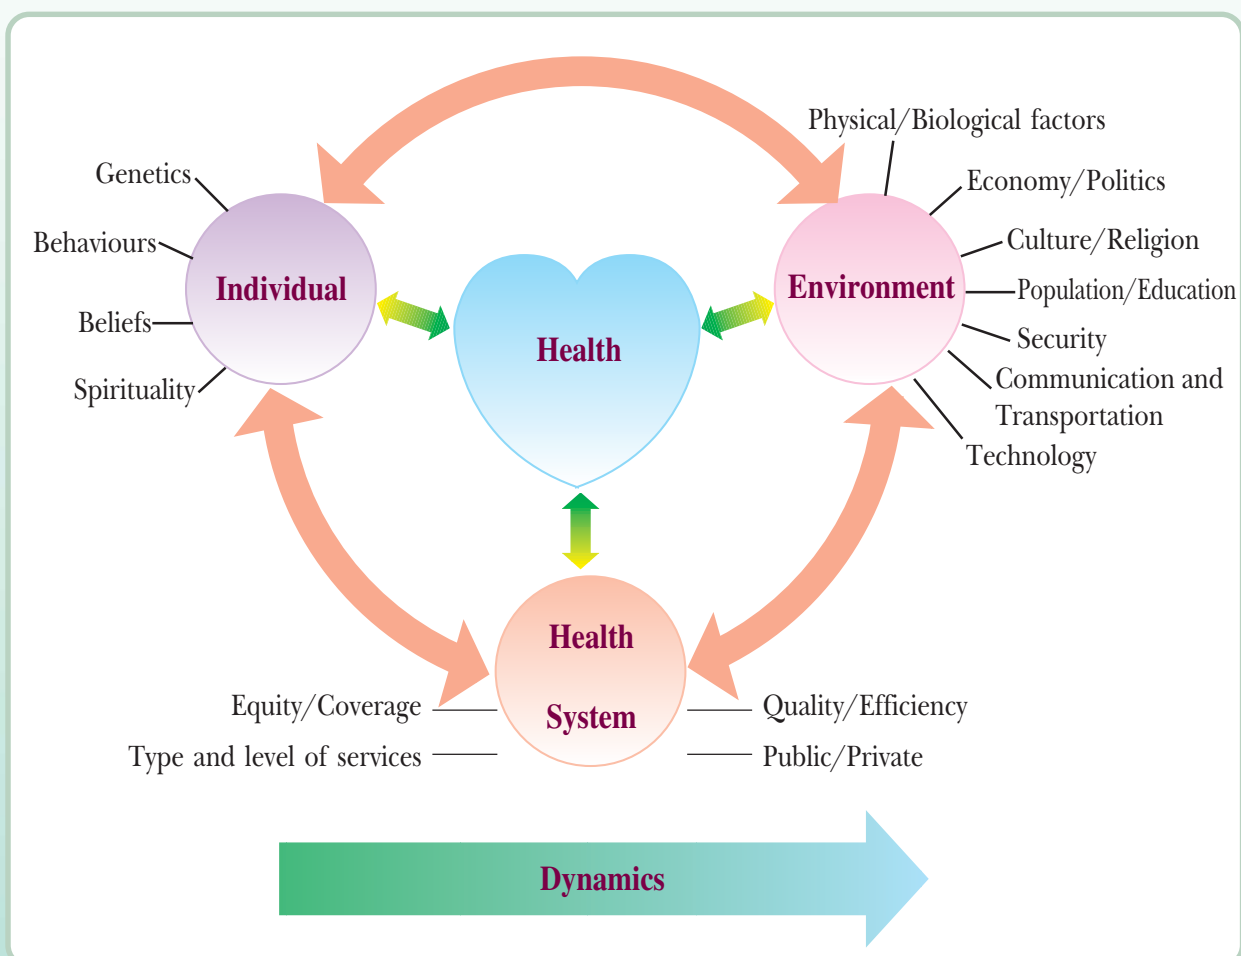 Physical/Biological factors
Genetics
Economy/Politics
Behaviours
Culture/Religion
Individual
Environment
Population/Education
Health
Beliefs
Security
Spirituality
Communication and
Transportation
Technology
Health
System
Equity/Coverage
Quality/Efficiency
Type and level of services
Public/Private
Dynamics